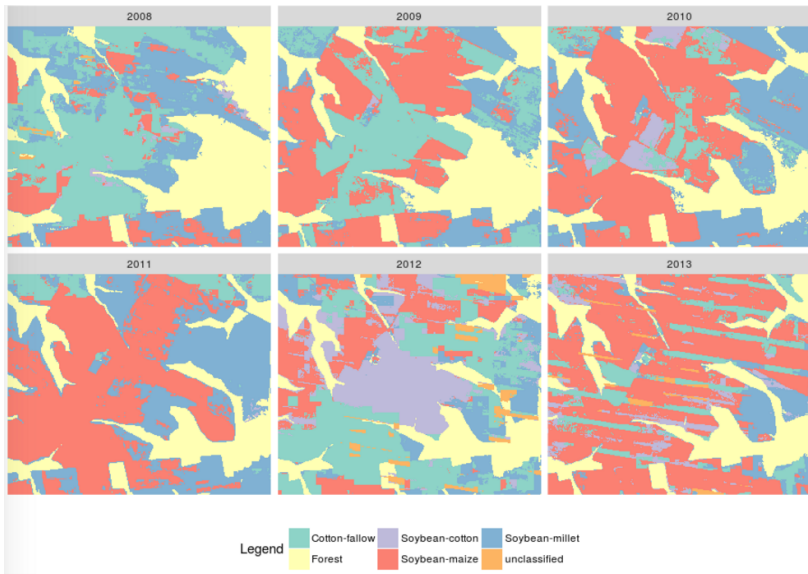 2008 2009 2010
2011 2012 2013
Legend
Cotton-fallow Soybean-cotton Soybean-millet
Forest Soybean-maize unclassified